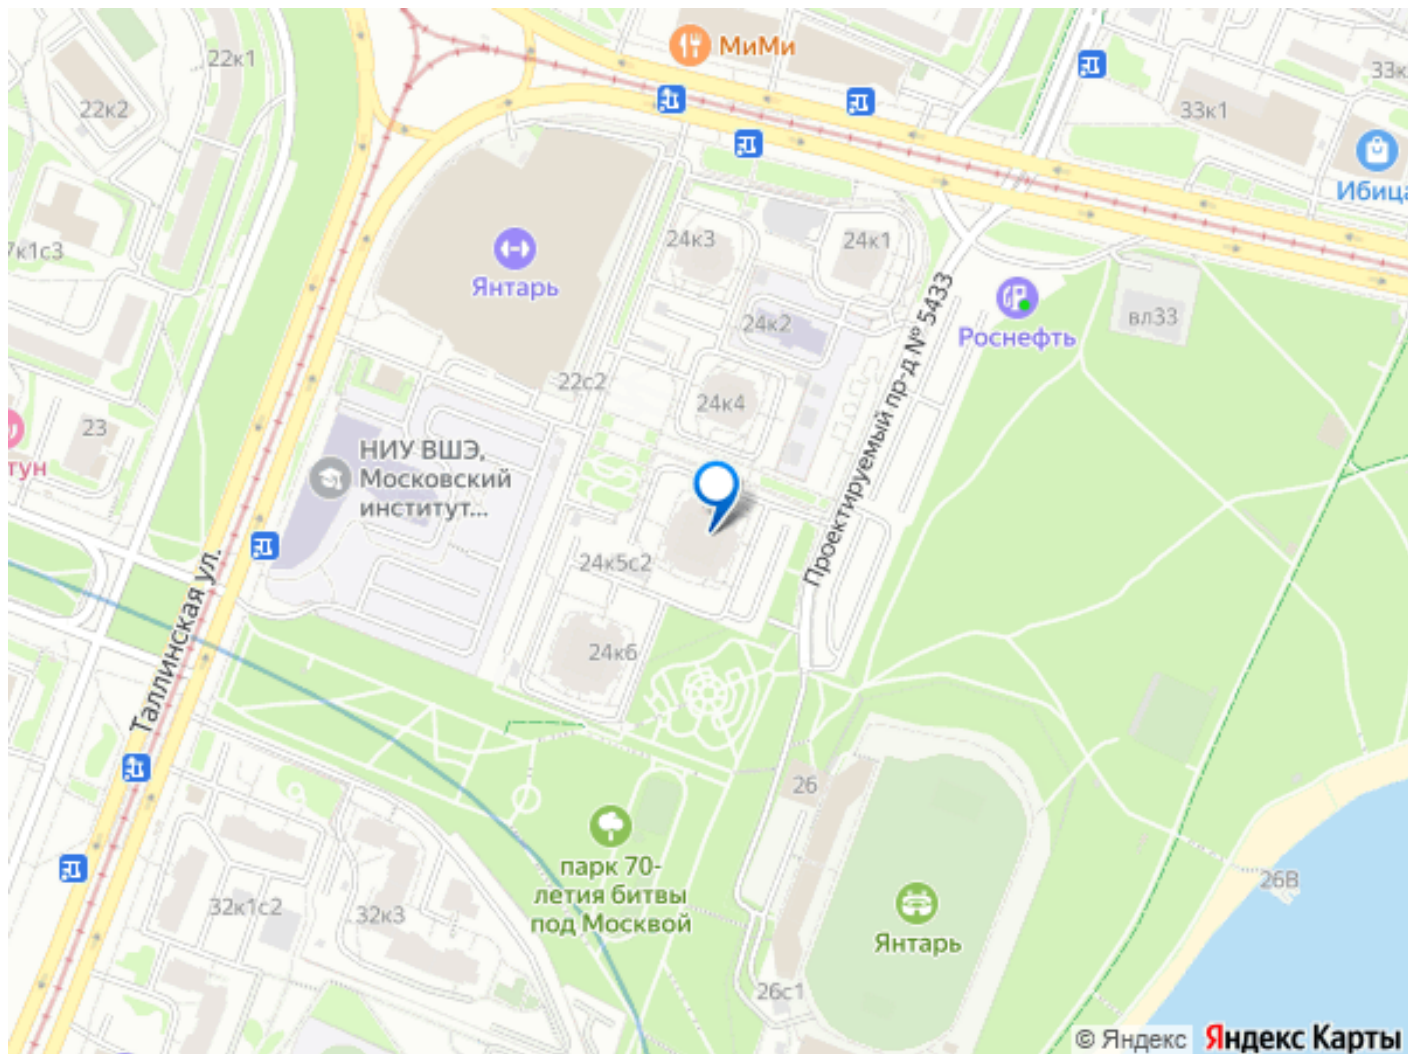 МиМи
22к1
22к2
33к
33к1
Ибица
24к3
24к1
7к1с3
Янтарь
вл33
Роснефть
24к2
Проектируемый пр-д № 5433
22с2
24к4
23
тун
НИУ ВШЭ,
Московский
институт...
24к5с2
Таллинская ул.
24к6
26
парк 70-
летия битвы
под Москвой
26В
32к1с2
32к3
Янтарь
26с1
© Яндекс Яндекс Карты